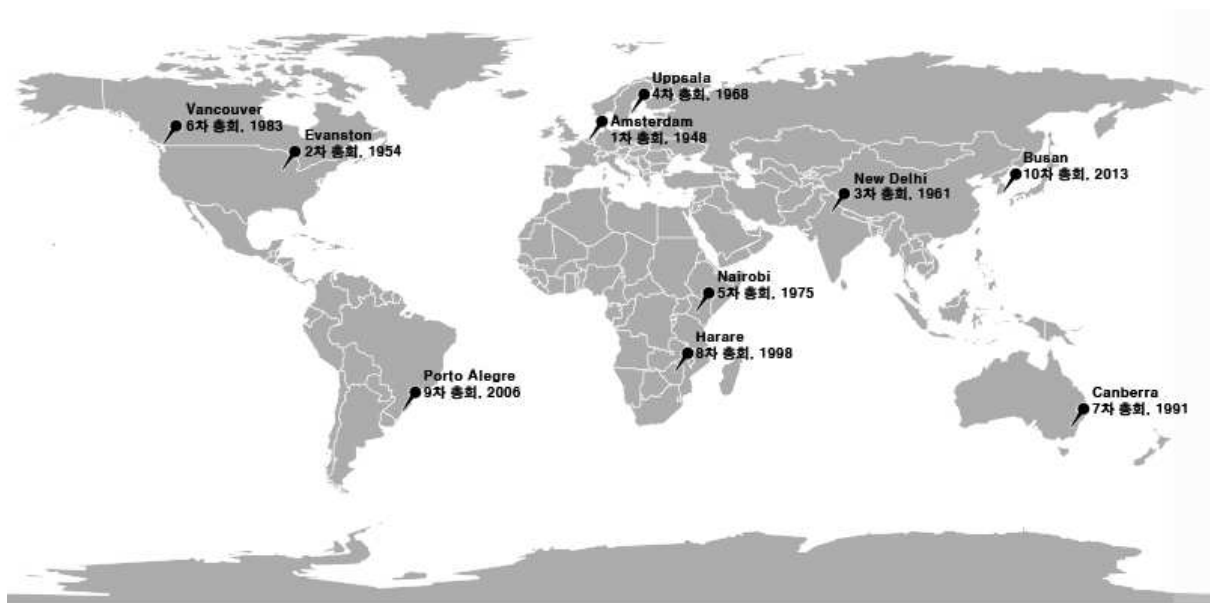 Uppsala
4차 총회, 1968
Vancouver
6차 총회, 1983
Amsterdam
1차 총회, 1948
Evanston
2차 총회, 1954
Busan
10차 총회, 2013
New Delhi
3차 총회, 1961
Nairobi
5차 총회, 1975
Harare
8차 총회, 1998
Porto Alegre
9차 총회, 2006
Canberra
7차 총회, 1991